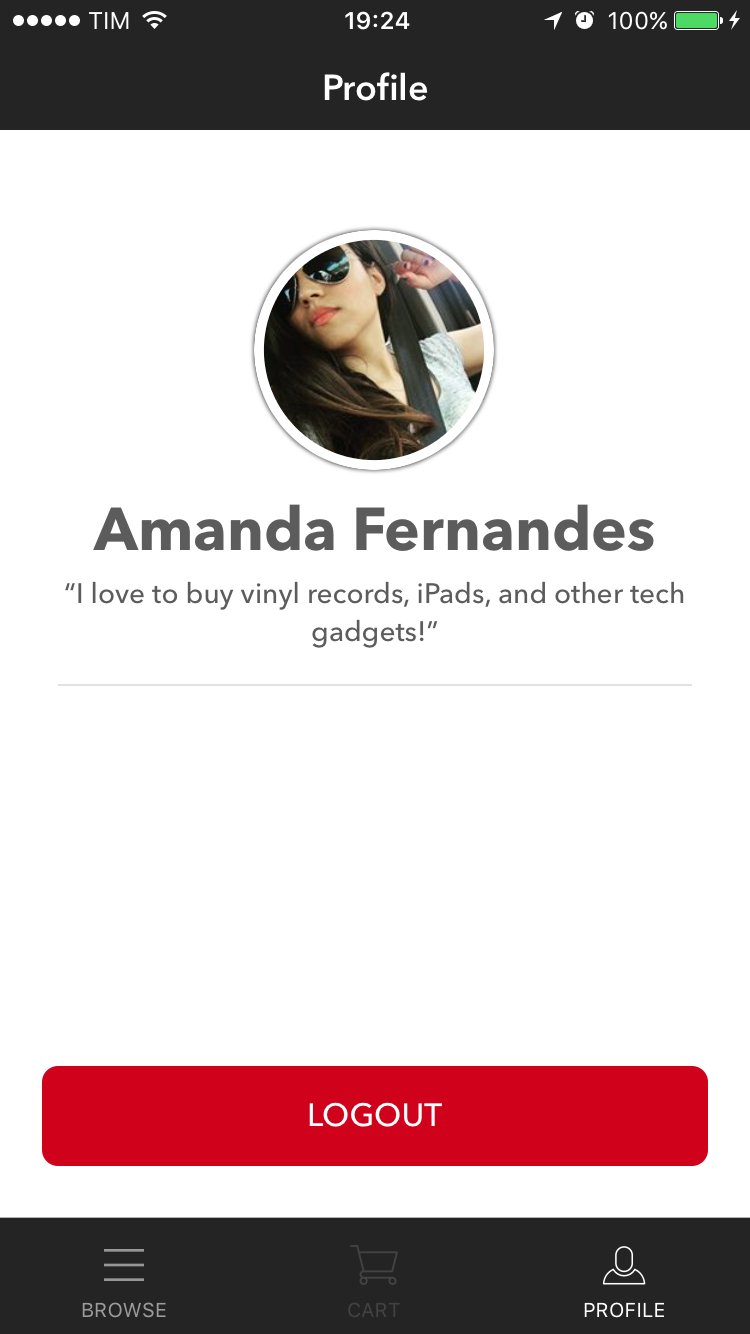 TIM 19:24 100%
Profile
Amanda Fernandes
“I love to buy vinyl records, iPads, and other tech
gadgets!”
LOGOUT
BROWSE CART PROFILE